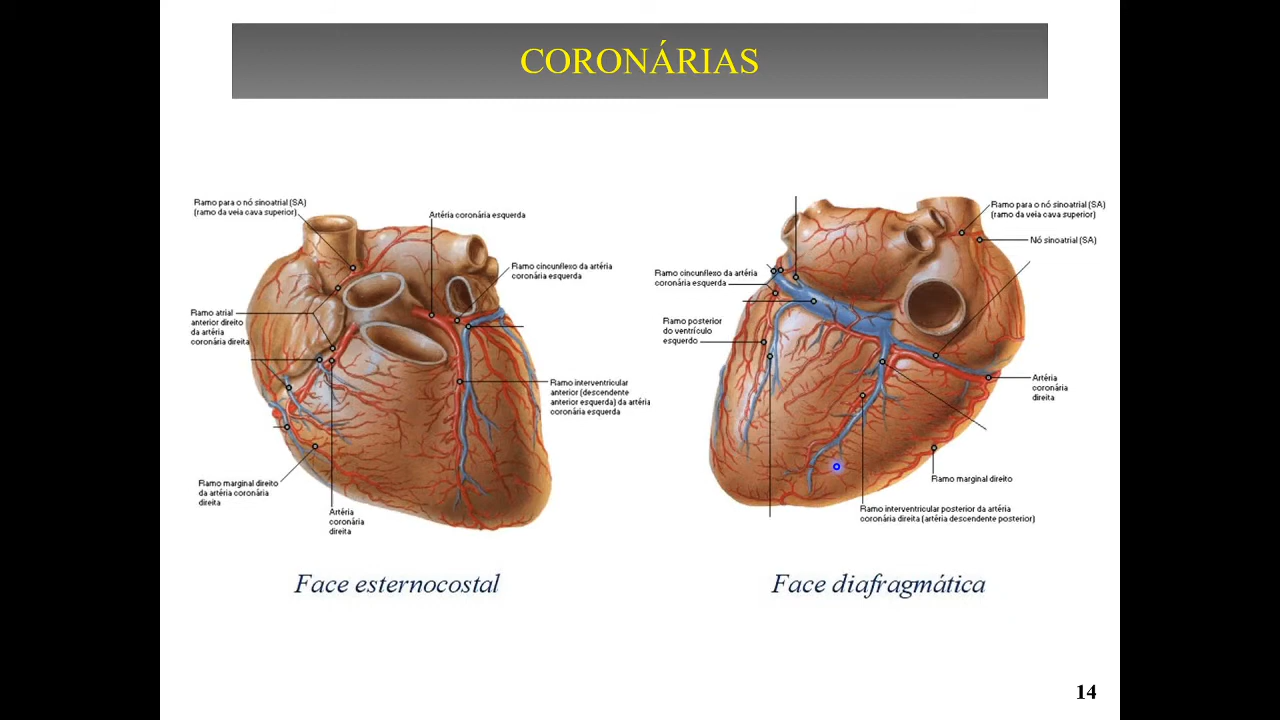 CORONÁRIAS
Ramo para o nó sinoatrial (SA)
(ramo da veia cava superior)
Artéria coronária esquerda
Ramo cincunflexo da artéria
coronária esquerda
Ramo atrial
anterior direito
da artéria
coronária direita
Ramo interventricular
anterior (descendente
anterior esquerda) da artéria
coronária esquerda
Ramo marginal direito
da artéria coronária
direita
Artéria
coronária
direita
Face esternocostal
Ramo para o nó sinoatrial (SA)
(ramo da veia cava superior)
Nó sinoatrial (SA)
Ramo cincunflexo da artéria
coronária esquerda
Ramo posterior
do ventrículo
esquerdo
Artéria
coronária
direita
Ramo marginal direito
Ramo interventricular posterior da artéria
coronária direita (artéria descendente posterior)
Face diafragmática
14